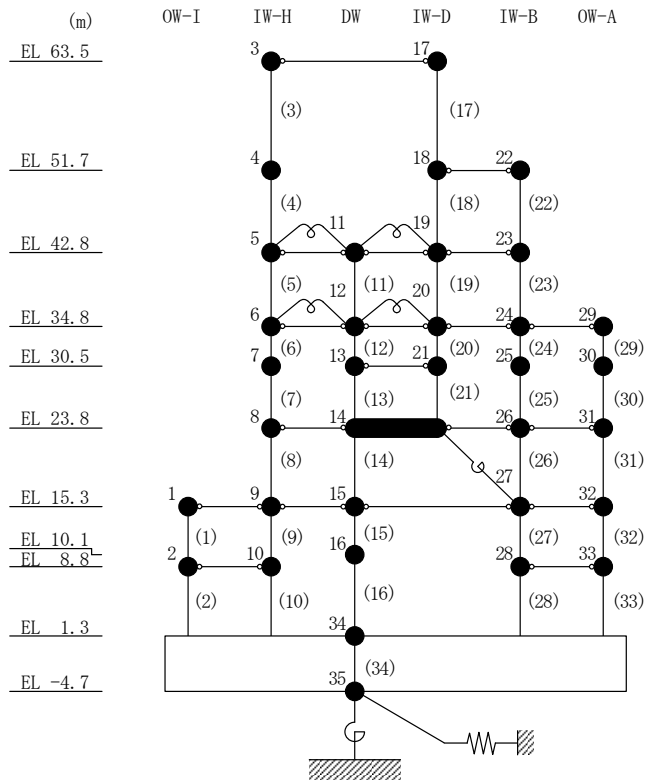 (m) OW-I IW-H DW IW-D IW-B OW-A
EL 63.5 3 17
(3) (17)
EL 51.7 4 18 22
(4) (18) (22)
11 19
EL 42.8 5 23
(5) (11) (19) (23)
12 20
EL 34.8 6 24 29
(6) (12) (20) (24) (29)
EL 30.5 7 13 21 25 30
(7) (13) (21) (25) (30)
EL 23.8 8 14 26 31
(8) (14) (26) (31)
27
EL 15.3 1 9 15 32
(1) (9) (15) (27) (32)
EL 10.1 16
EL 8.8 2 10 28 33
(2) (10) (16) (28) (33)
EL 1.3 34
(34)
EL -4.7 35